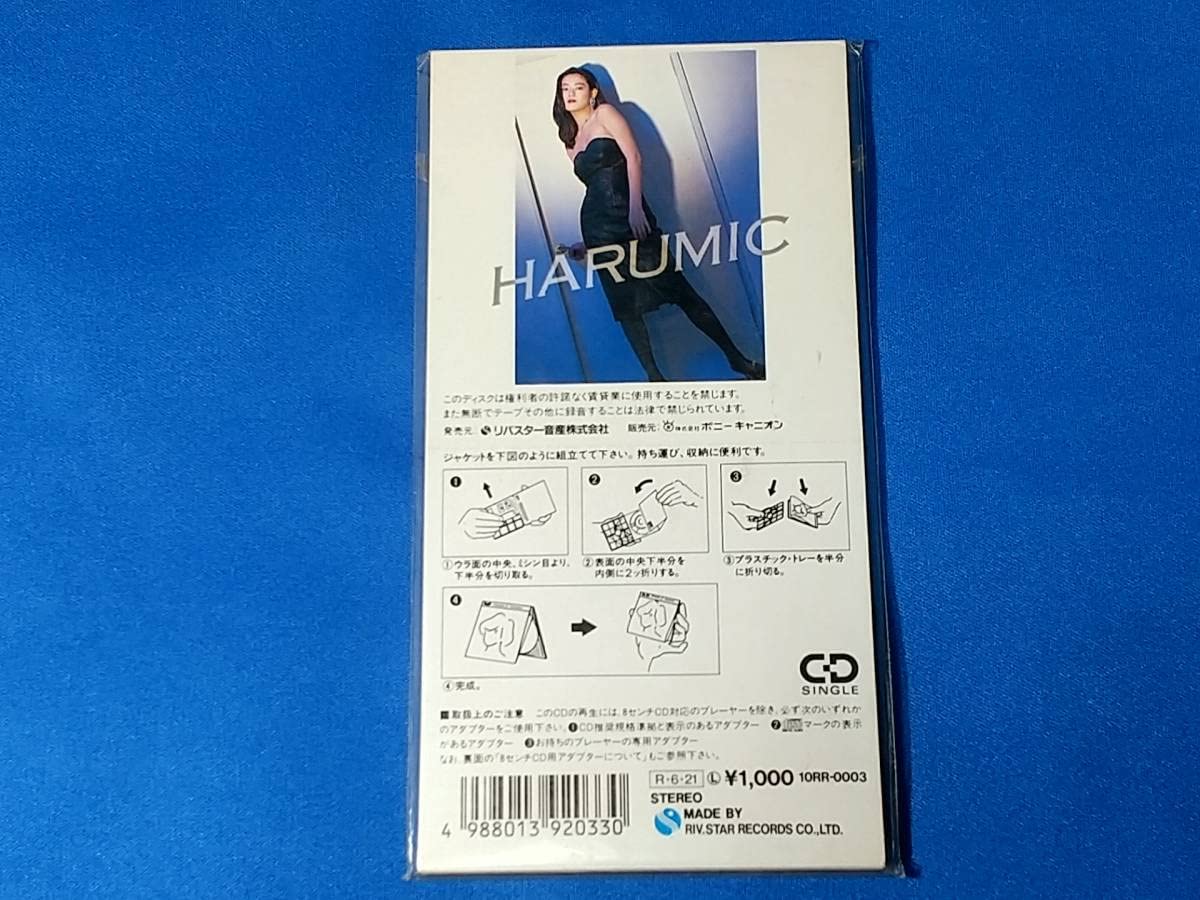 HARUMIC
このディスクは権利者の許諾なく賃貸業に使用することを禁じます。
また無断でテープその他に録音することは法律で禁じられています。
発売元: リバスター音産株式会社 販売元: 株式会社 ポニーキャニオン
ジャケットを下図のように組立てて下さい。持ち運び、収納に便利です。
❶ ❷ ❸
①ウラ面の中央、ミシン目より、
下半分を切り取る。
②表面の中央下半分を
内側に2ッ折りする。
③プラスチック・トレーを半分
に折り切る。
❹
④完成。
CD
SINGLE
■取扱上のご注意 このCDの再生には、8センチCD対応のプレーヤーを除き、必ず次のいずれか
のアダプターをご使用下さい。❶CD推奨規格準拠と表示のあるアダプター ❷ マークの表示
があるアダプター ❸お持ちのプレーヤーの専用アダプター
なお、裏面の「8センチCD用アダプターについて」もご参照下さい。
R・6・21 Ⓛ ¥1,000 10RR-0003
STEREO
MADE BY
RIV.STAR RECORDS CO.,LTD.
4 988013 920330